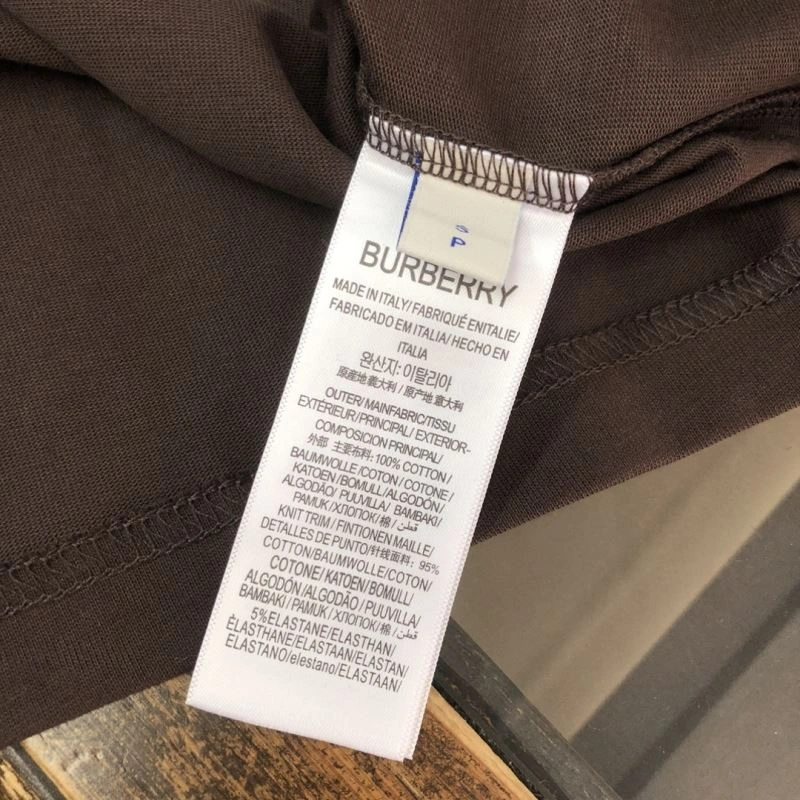 S
P
BURBERRY
MADE IN ITALY/ FABRIQUÉ ENITALIE/
FABRICADO EM ITALIA/ HECHO EN
ITALIA
완산지: 이탈리아
原産地 義大利 / 原产地 意大利
OUTER/ MAINFABRIC/TISSU
EXTÉRIEUR/PRINCIPAL/ EXTERIOR-
COMPOSICION PRINCIPAL/
外部 主要布料: 100% COTTON/
BAUMWOLLE /COTON / COTONE /
KATOEN / BOMULL / ALGODÓN/
ALGODÃO / PUUVILLA / BAMBAKI/
PAMUK / ХЛОПОК / 棉 / قطن/
KNIT TRIM / FINTIONEN MAILLE /
DETALLES DE PUNTO/针线面料: 95%
COTTON/BAUMWOLLE /COTON/
COTONE / KATOEN / BOMULL/
ALGODÓN / ALGODÃO / PUUVILLA /
BAMBAKI / PAMUK / ХЛОПОК/ 棉 / قطن/
5%ELASTANE/ELASTHAN/
ÉLASTHANE/ ELASTAAN/ELASTAN/
ELASTANO/elestano/ELASTAAN/